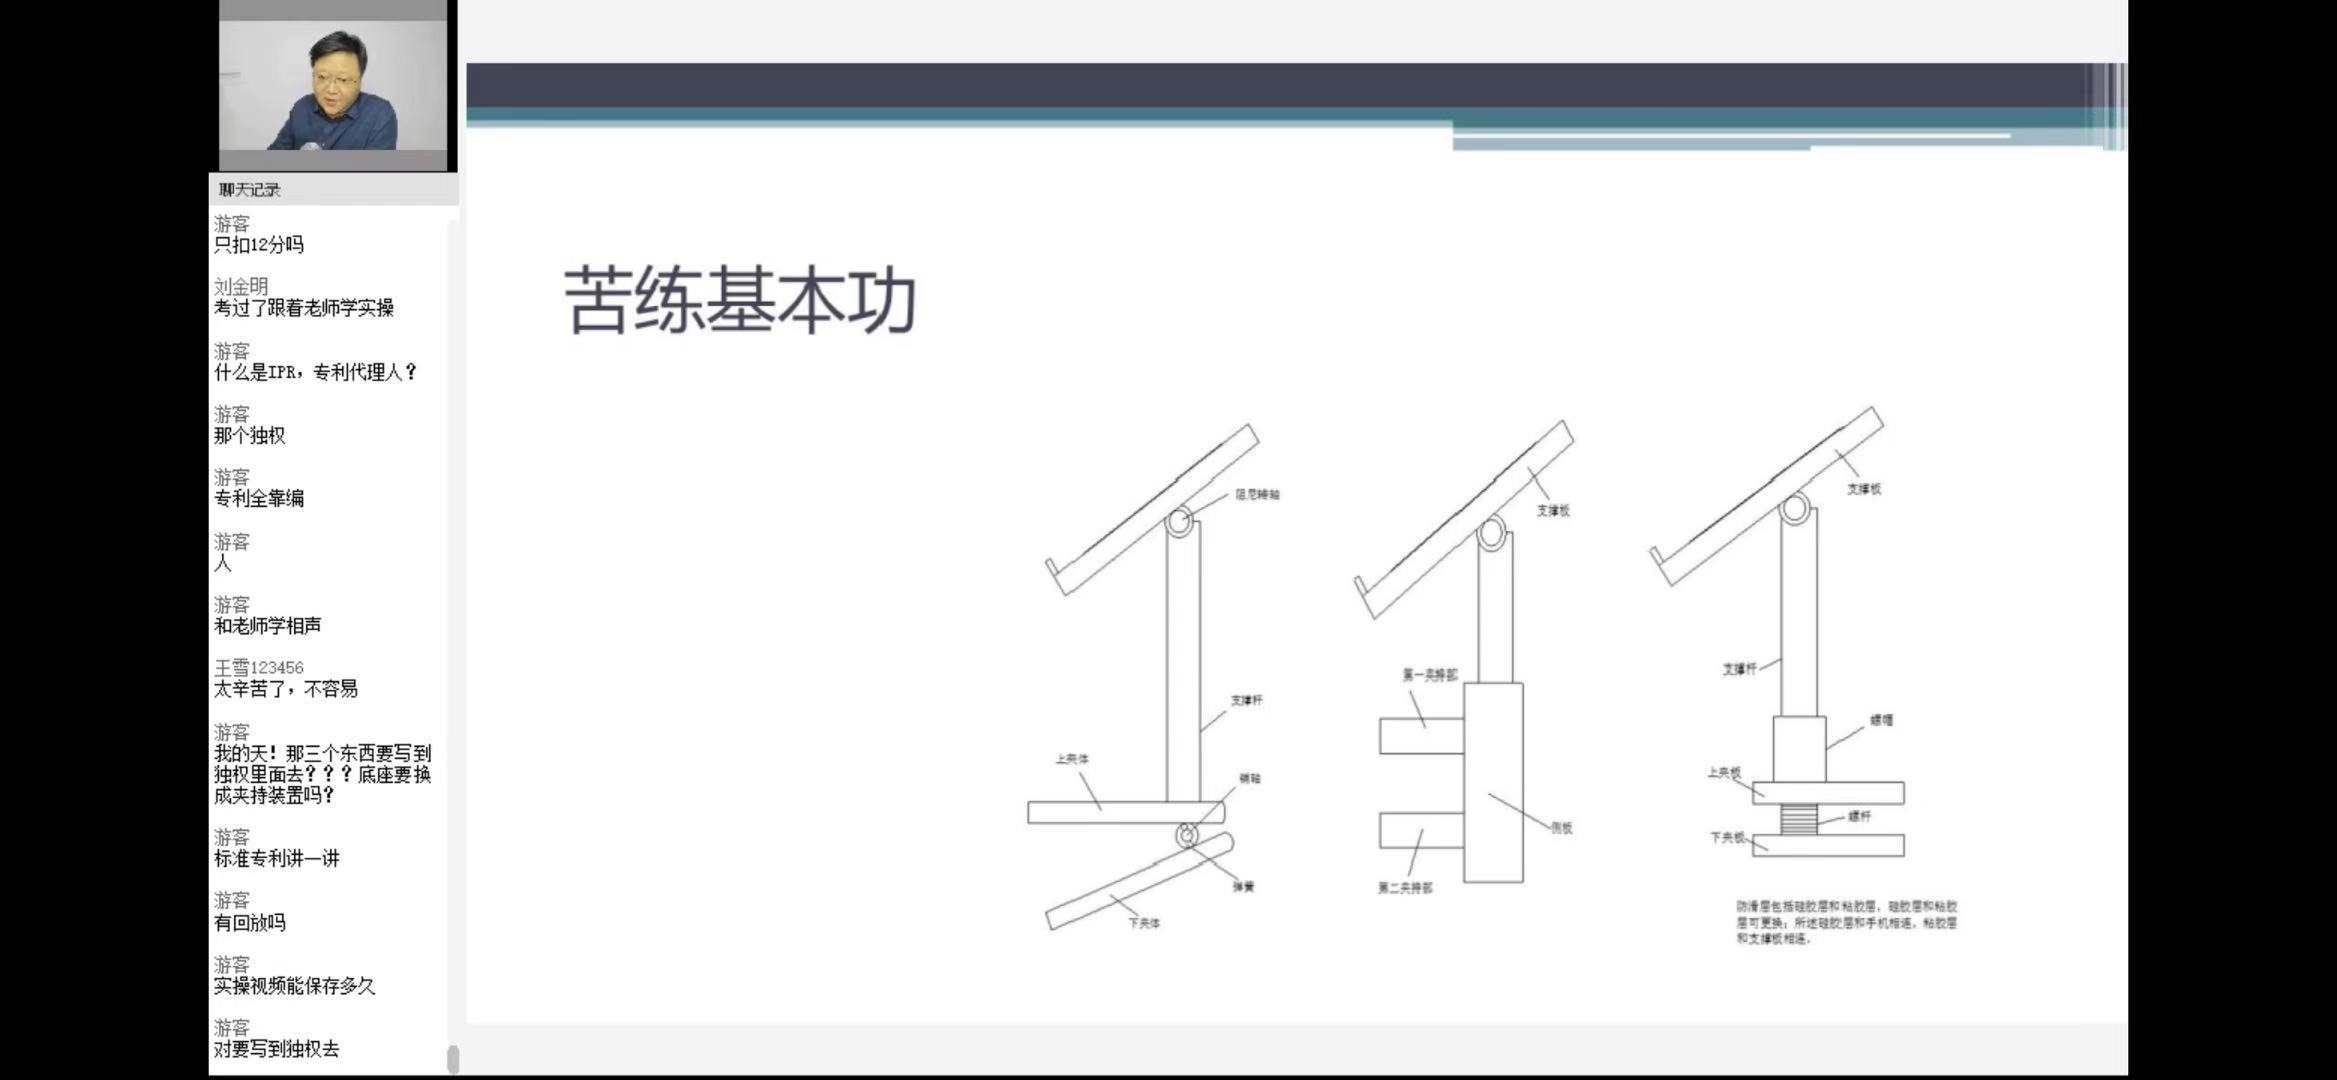 聊天记录
游客
只扣12分吗
刘金明
考过了跟着老师学实操
游客
什么是IPR，专利代理人？
游客
那个独权
游客
专利全靠编
游客
人
游客
和老师学相声
王雪123456
太辛苦了，不容易
游客
我的天！那三个东西要写到
独权里面去？？？底座要换
成夹持装置吗？
游客
标准专利讲一讲
游客
有回放吗
游客
实操视频能保存多久
游客
对要写到独权去
苦练基本功
阻尼转轴
支撑杆
上夹体
销轴
弹簧
下夹体
支撑板
第一夹持部
侧板
第二夹持部
支撑板
支撑杆
螺帽
上夹板
螺杆
下夹板
防滑层包括硅胶层和粘胶层，硅胶层和粘胶
层可更换；所述硅胶层和手机相连，粘胶层
和支撑板相连。